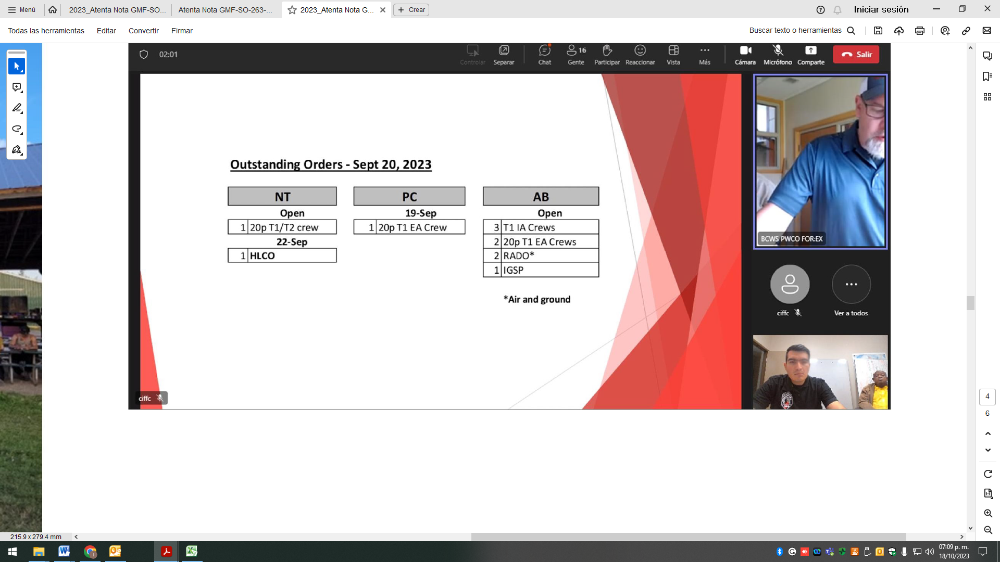 Menú
2023_Atenta Nota GMF-SO...
Atenta Nota GMF-SO-263-...
2023_Atenta Nota G...
Crear
Iniciar sesión
Todas las herramientas
Editar
Convertir
Firmar
Buscar texto o herramientas
02:01
Controlar
Separar
Chat
16
Gente
Participar
Reaccionar
Vista
Más
Cámara
Micrófono
Comparte
Salir
Outstanding Orders - Sept 20, 2023
NT
Open
1 20p T1/T2 crew
22-Sep
1 HLCO
PC
19-Sep
1 20p T1 EA Crew
AB
Open
3 T1 IA Crews
2 20p T1 EA Crews
2 RADO*
1 IGSP
*Air and ground
ciffc
BCWS PWCO FOR:EX
ciffc
Ver a todos
4
6
215.9 x 279.4 mm
07:09 p. m.
18/10/2023